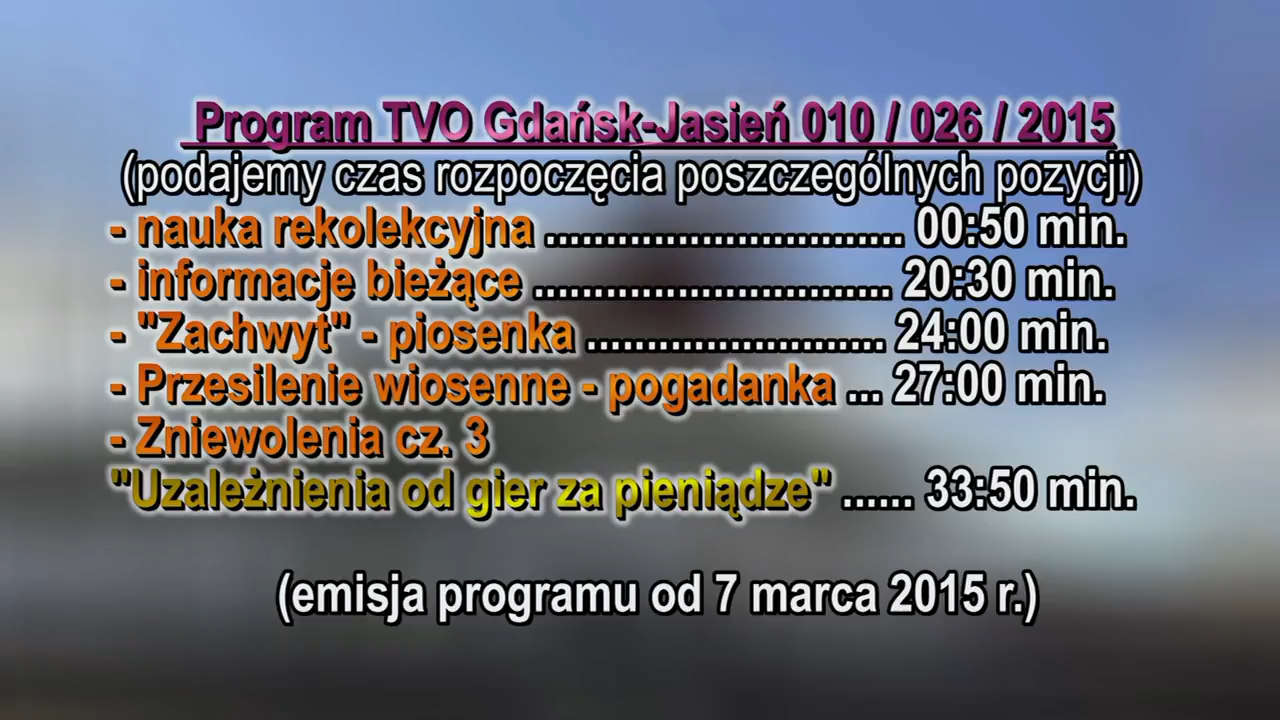 Program TVO Gdańsk-Jasień 010 / 026 / 2015
(podajemy czas rozpoczęcia poszczególnych pozycji)
- nauka rekolekcyjna ............................. 00:50 min.
- informacje bieżące ............................. 20:30 min.
- "Zachwyt" - piosenka ........................ 24:00 min.
- Przesilenie wiosenne - pogadanka ... 27:00 min.
- Zniewolenia cz. 3
"Uzależnienia od gier za pieniądze" ...... 33:50 min.
(emisja programu od 7 marca 2015 r.)